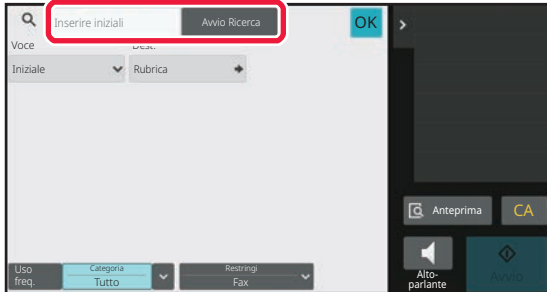 Inserire iniziali
Avvio Ricerca
OK
Voce
Dest.
Iniziale
Rubrica
Anteprima
CA
Uso
freq.
Categoria
Tutto
Restringi
Fax
Alto-
parlante
Avvio